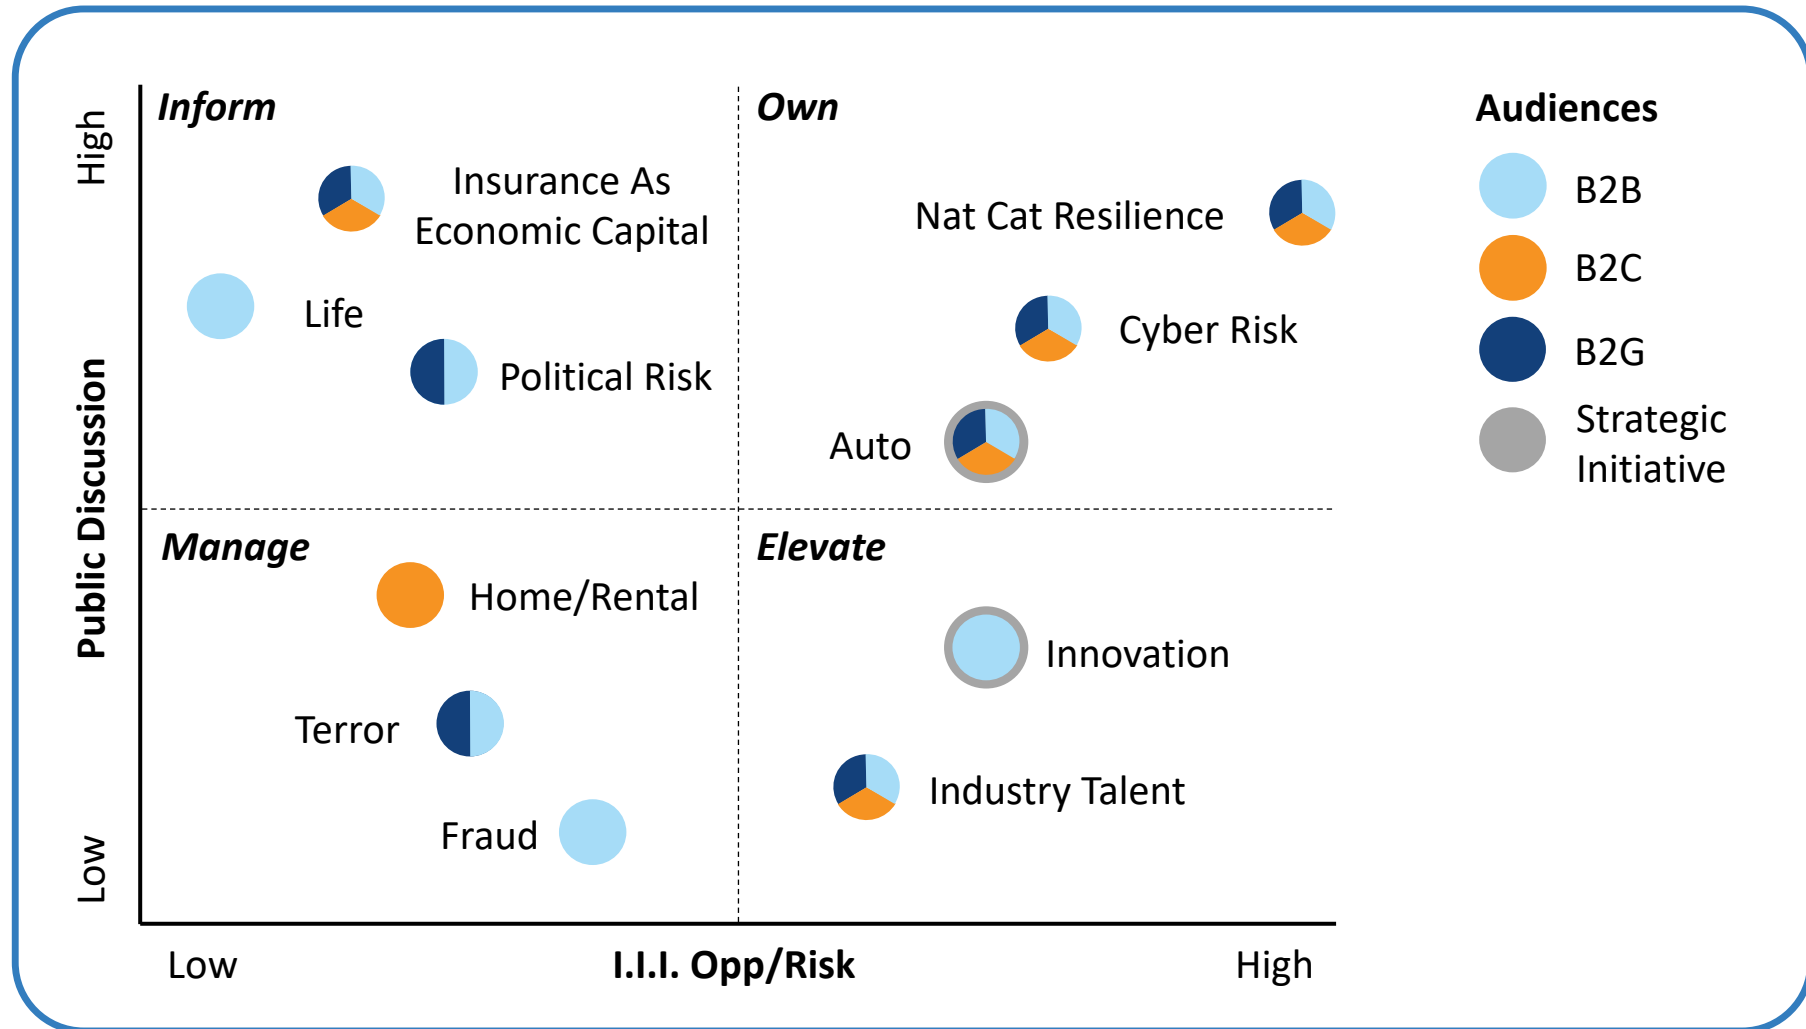 Inform
Own
Audiences
High
Insurance As
Economic Capital
Nat Cat Resilience
B2B
B2C
Life
Cyber Risk
B2G
Political Risk
Auto
Strategic
Initiative
Public Discussion
Manage
Elevate
Home/Rental
Innovation
Terror
Industry Talent
Fraud
Low
Low
I.I.I. Opp/Risk
High